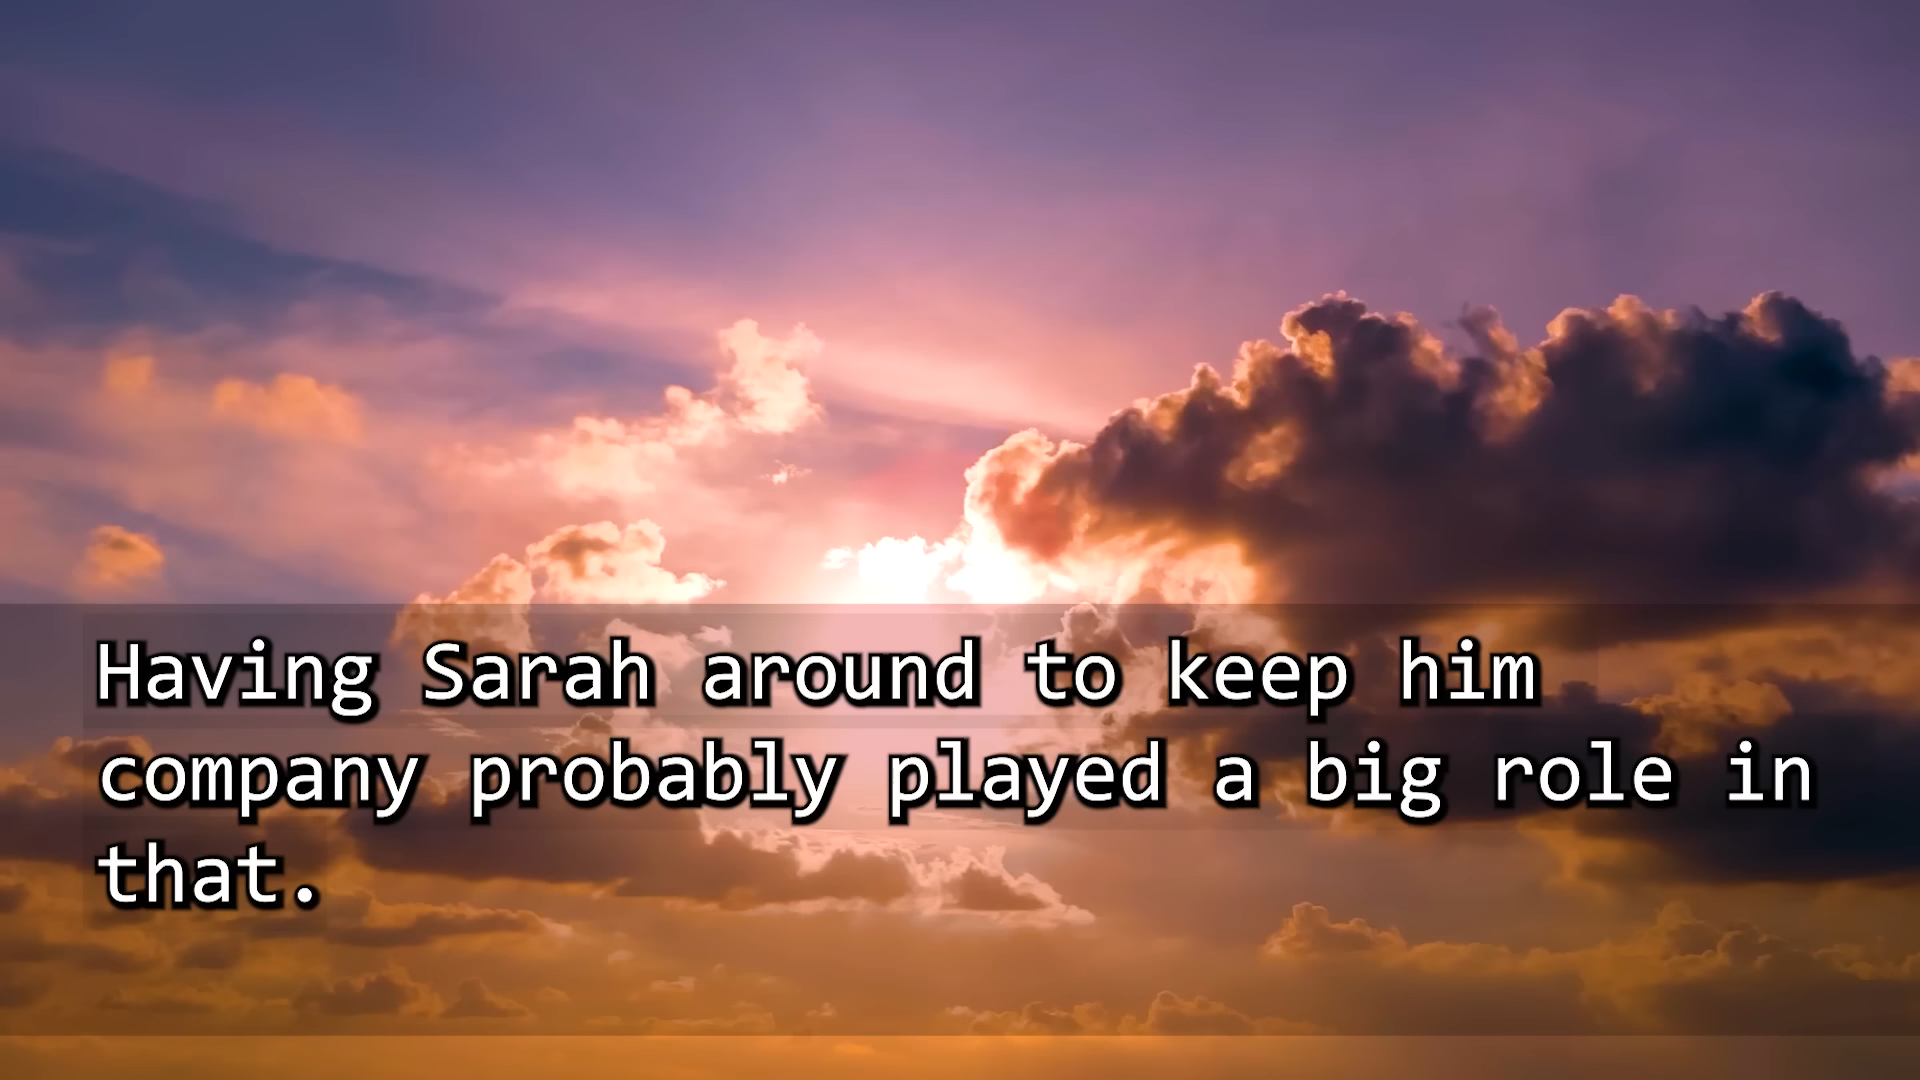 Having Sarah around to keep him
company probably played a big role in
that.